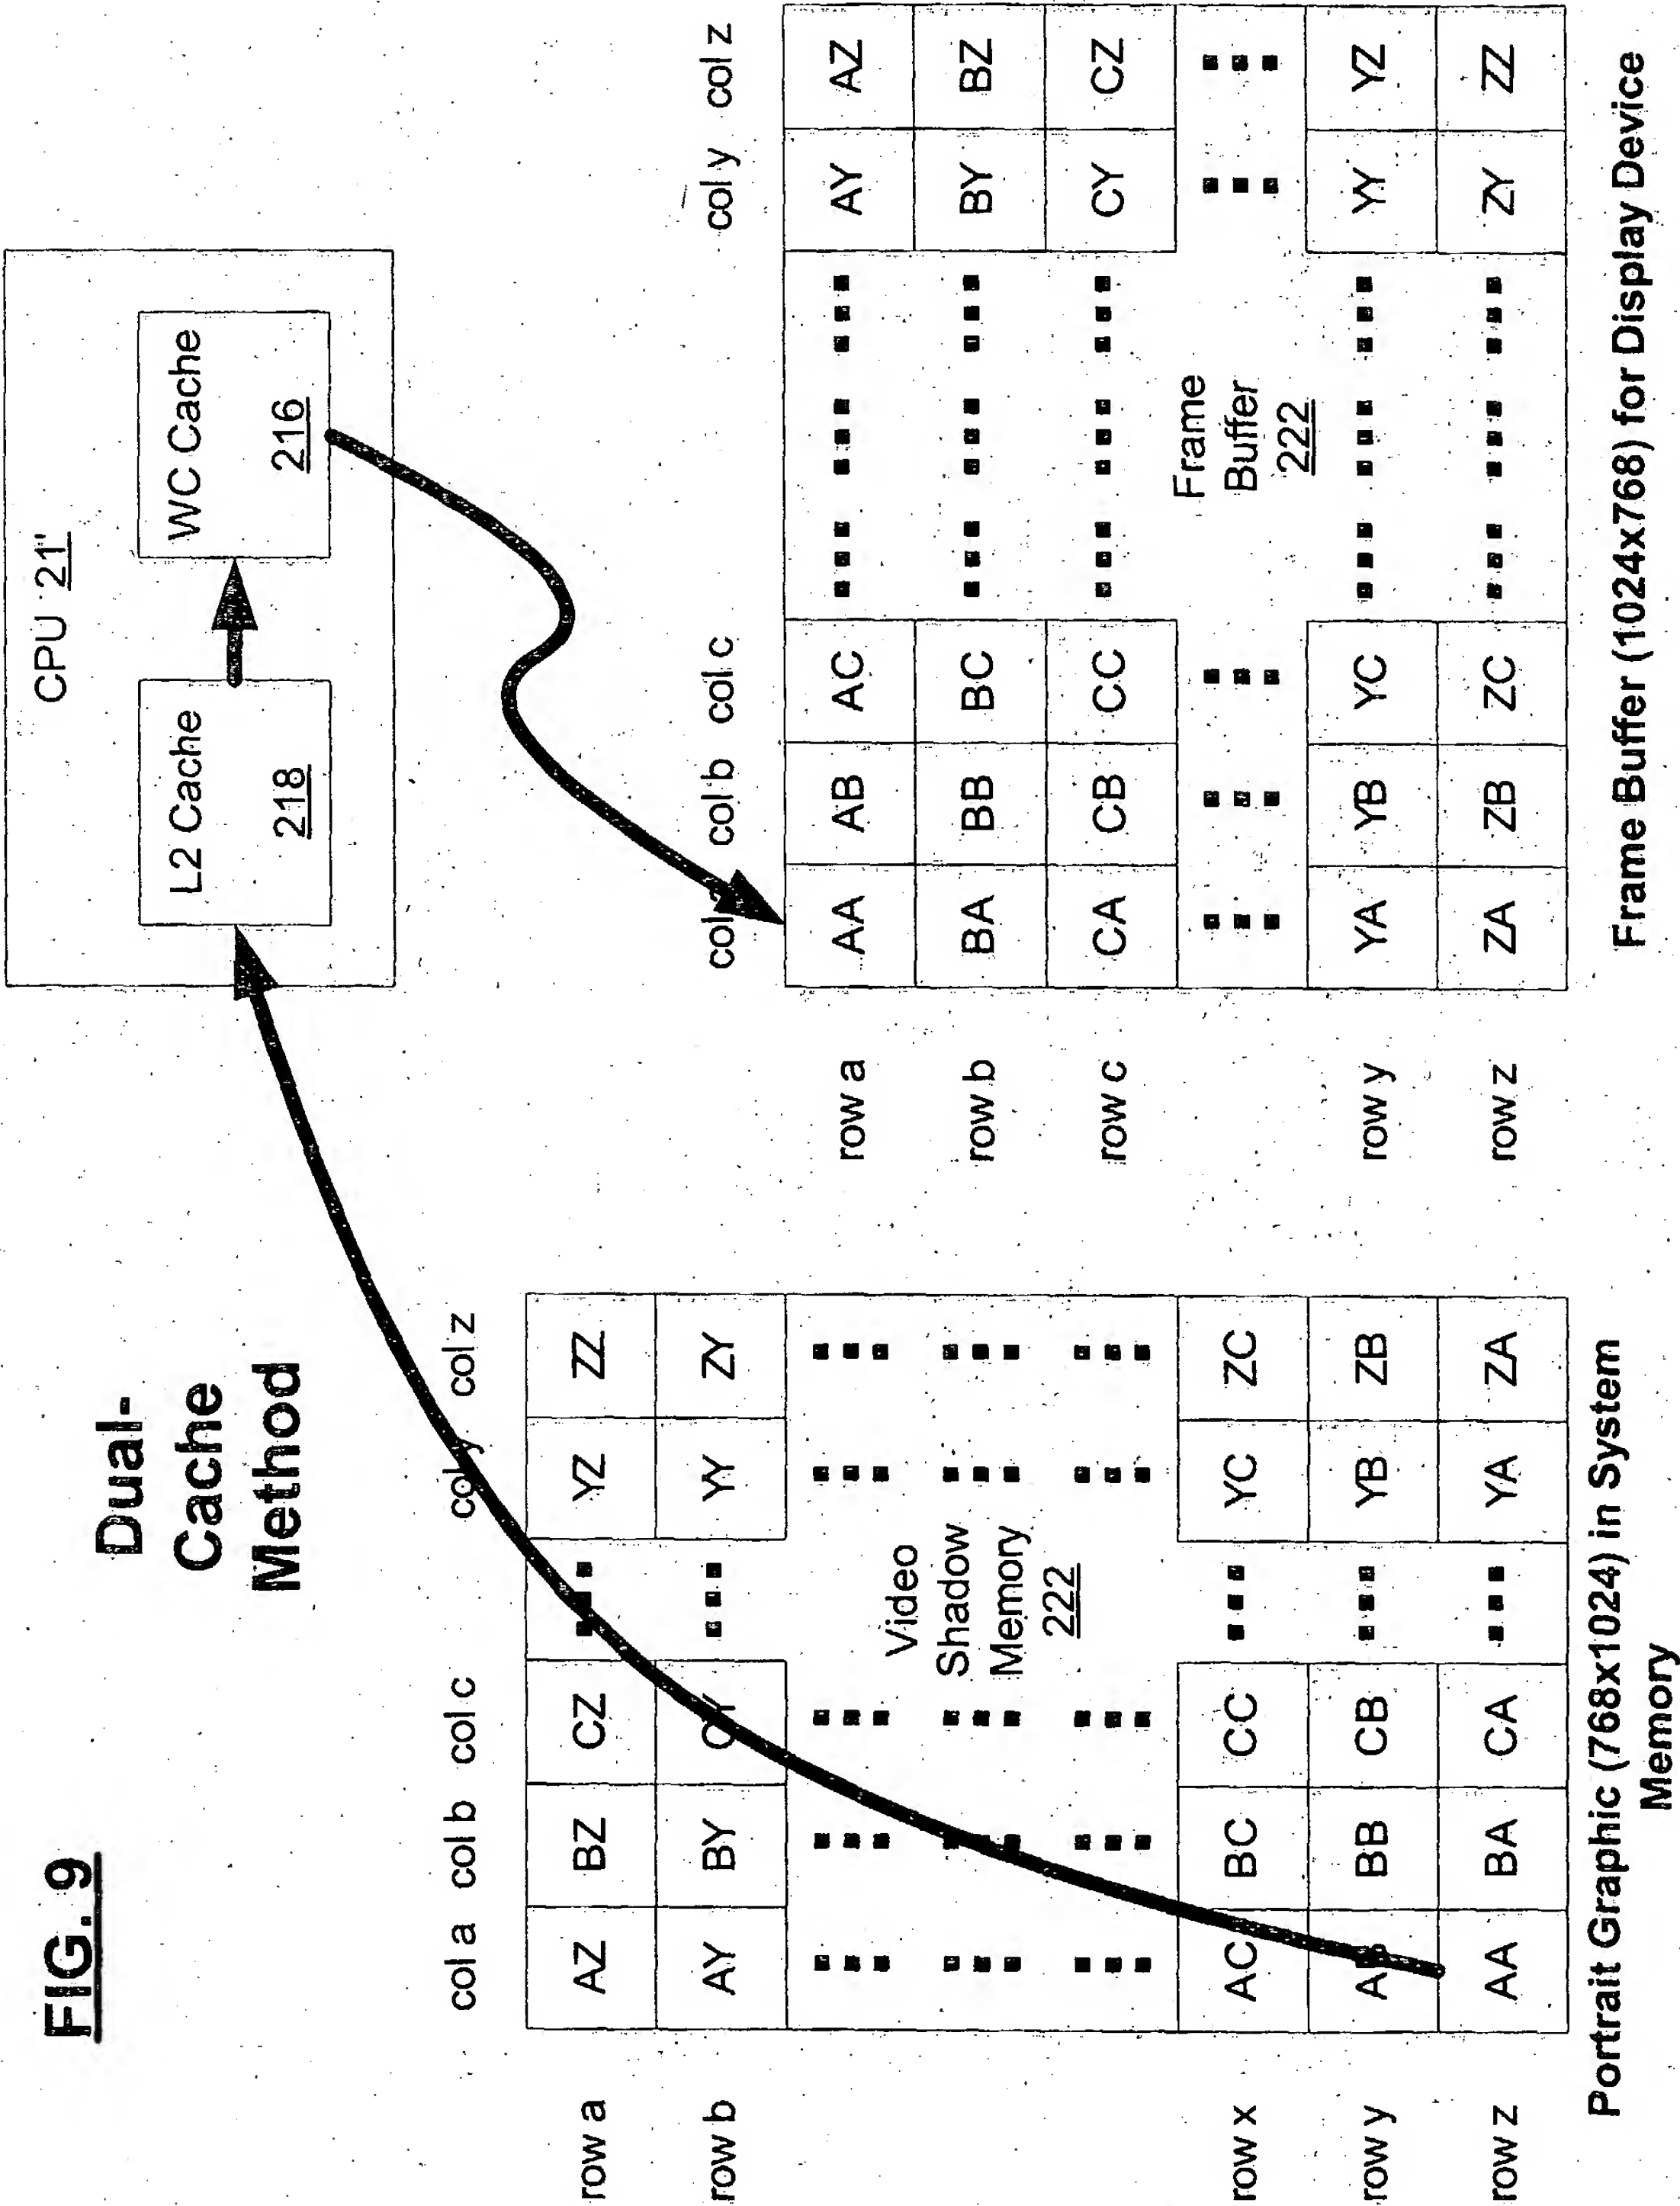 FIG. 9
Dual-
Cache
Method
CPU 21'
L2 Cache
218
WC Cache
216
col a col b col c col z
row a AZ BZ CZ YZ ZZ
row b AY BY YY ZY
Video
Shadow
Memory
222
row x AC BC CC YC ZC
row y BB CB YB ZB
row z AA BA CA YA ZA
Portrait Graphic (768x1024) in System
Memory
col b col c col y col z
row a AA AB AC AY AZ
row b BA BB BC BY BZ
row c CA CB CC CY CZ
Frame
Buffer
222
row y YA YB YC YY YZ
row z ZA ZB ZC ZY ZZ
Frame Buffer (1024x768) for Display Device